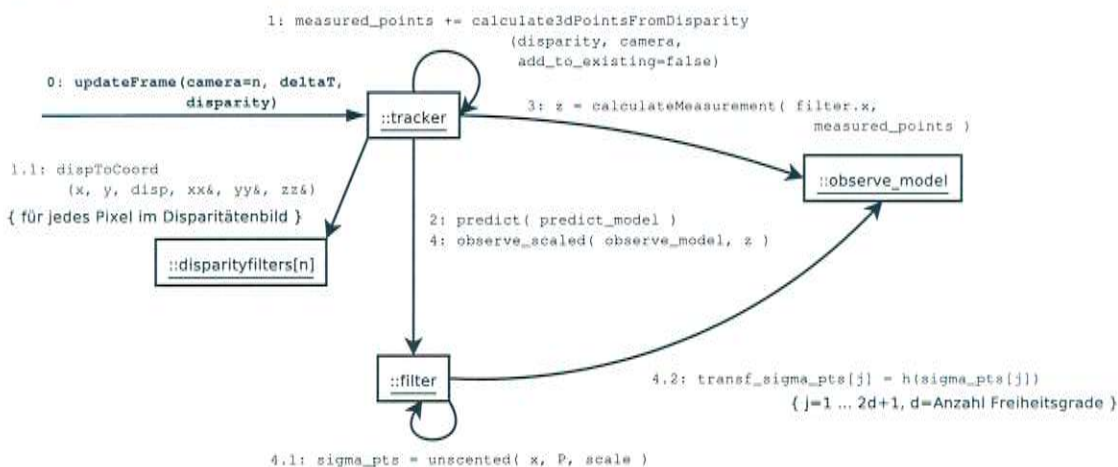 1: measured_points += calculate3dPointsFromDisparity
(disparity, camera,
add_to_existing=false)
0: updateFrame(camera=n, deltaT,
disparity)
::tracker
3: z = calculateMeasurement( filter.x,
measured_points )
1.1: dispToCoord
(x, y, disp, xx&, yy&, zz&)
{ für jedes Pixel im Disparitätenbild }
::observe_model
2: predict( predict_model )
4: observe_scaled( observe_model, z )
::disparityfilters[n]
::filter
4.2: transf_sigma_pts[j] = h(sigma_pts[j])
{ j=1 ... 2d+1, d=Anzahl Freiheitsgrade }
4.1: sigma_pts = unscented( x, P, scale )